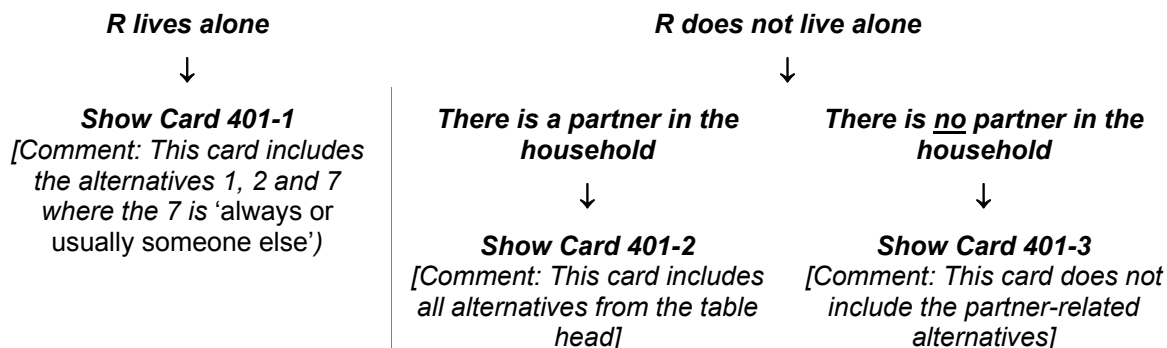 R lives alone
R does not live alone
↓
↓
Show Card 401-1
[Comment: This card includes
the alternatives 1, 2 and 7
where the 7 is ‘always or
usually someone else’)
There is a partner in the
household
↓
Show Card 401-2
[Comment: This card includes
all alternatives from the table
head]
There is no partner in the
household
↓
Show Card 401-3
[Comment: This card does not
include the partner-related
alternatives]